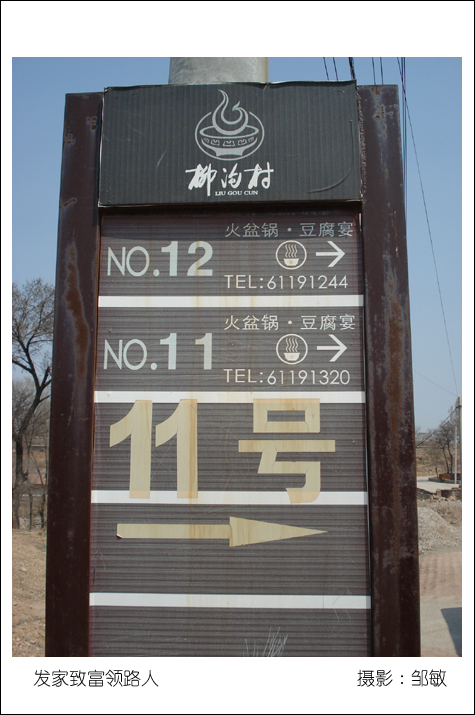 柳沟村
LIU GOU CUN
NO.12
火盆锅·豆腐宴
TEL:61191244
NO.11
火盆锅·豆腐宴
TEL:61191320
11号
发家致富领路人
摄影:邹敏